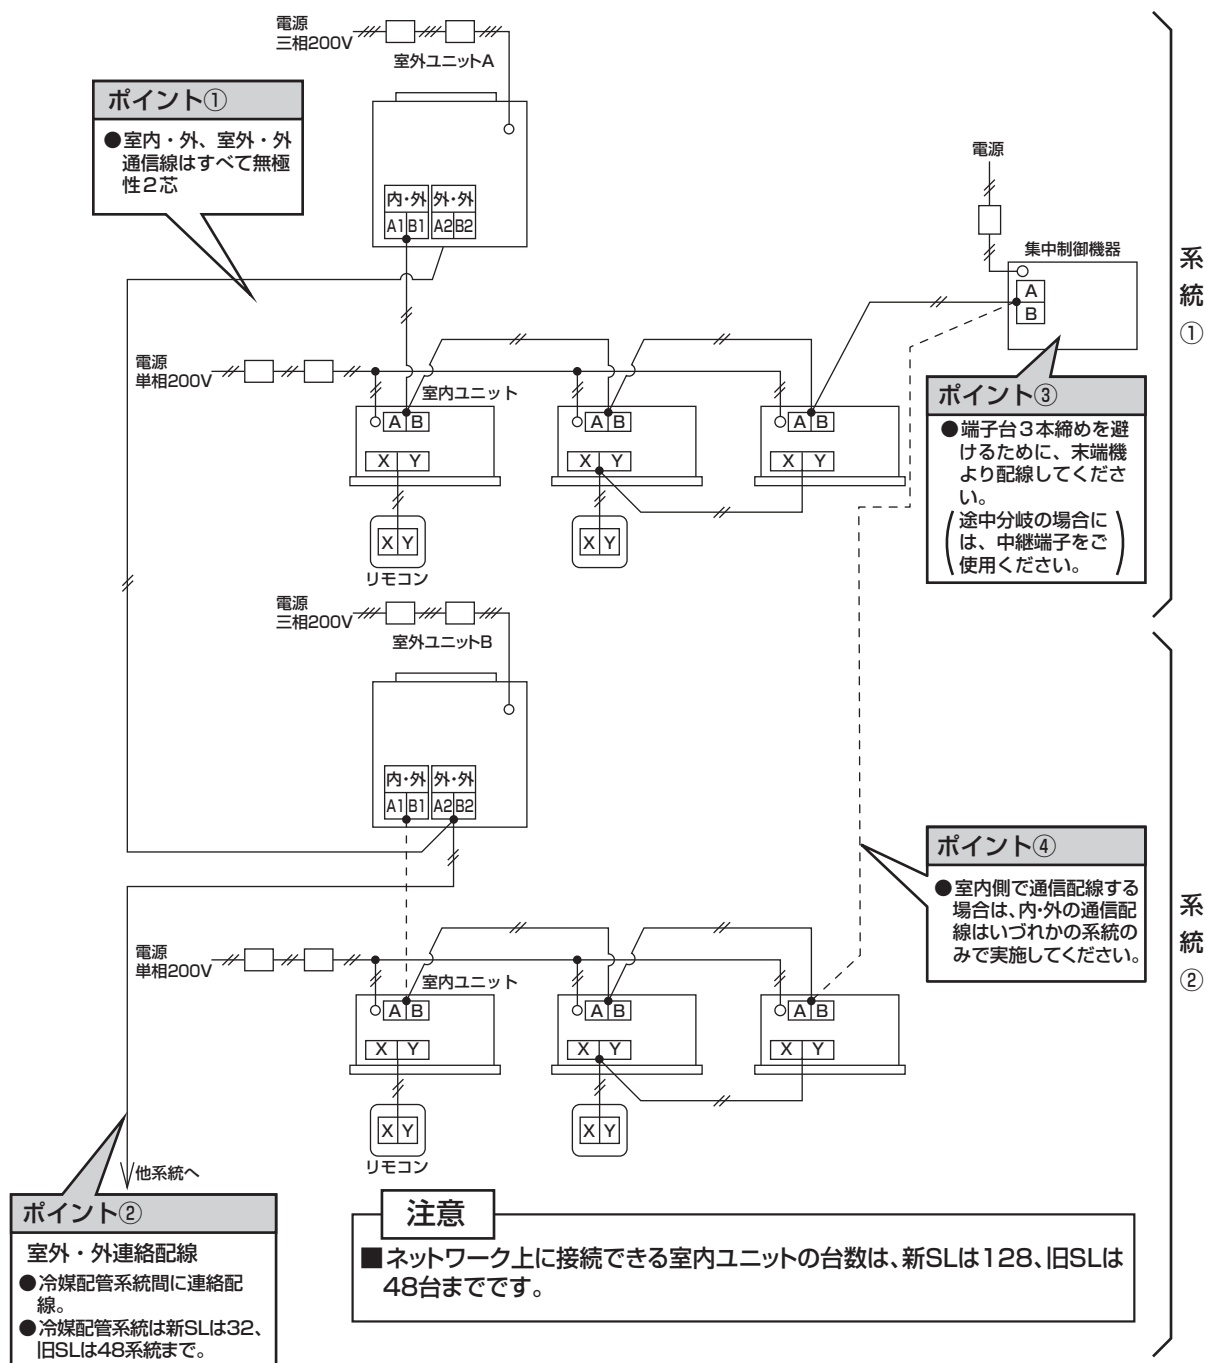 電源
三相200V
室外ユニットA
ポイント①
●室内・外、室外・外
通信線はすべて無極
性2芯
内・外 外・外
A1 B1 A2 B2
電源
集中制御機器
A
B
系統①
電源
単相200V
室内ユニット
A B
A B
A B
X Y
X Y
X Y
X Y
X Y
リモコン
ポイント③
●端子台3本締めを避
けるために、末端機
より配線してくださ
い。
(途中分岐の場合に
は、中継端子をご
使用ください。)
電源
三相200V
室外ユニットB
内・外 外・外
A1 B1 A2 B2
ポイント④
●室内側で通信配線する
場合は、内・外の通信配
線はいづれかの系統の
みで実施してください。
系統②
電源
単相200V
室内ユニット
A B
A B
A B
X Y
X Y
X Y
X Y
X Y
リモコン
他系統へ
ポイント②
室外・外連絡配線
●冷媒配管系統間に連絡配
線。
●冷媒配管系統は新SLは32、
旧SLは48系統まで。
注意
■ネットワーク上に接続できる室内ユニットの台数は、新SLは128、旧SLは
48台までです。